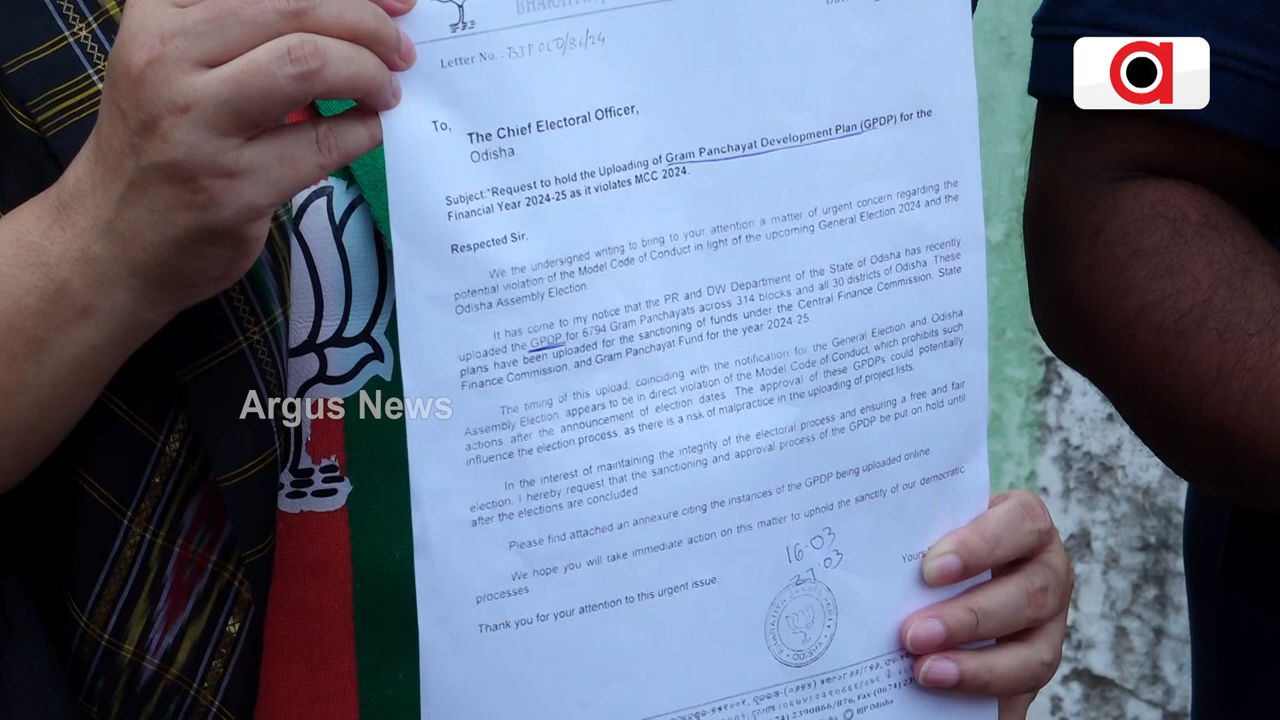 BHARATIYA
Letter No. : BJP OLD/36/24
To,
The Chief Electoral Officer,
Odisha
Subject:"Request to hold the Uploading of Gram Panchayat Development Plan (GPDP) for the
Financial Year 2024-25 as it violates MCC 2024.
Respected Sir,
We the undersigned writing to bring to your attention a matter of urgent concern regarding the
potential violation of the Model Code of Conduct in light of the upcoming General Election 2024 and the
Odisha Assembly Election.
It has come to my notice that the PR and DW Department of the State of Odisha has recently
uploaded the GPDP for 6794 Gram Panchayats across 314 blocks and all 30 districts of Odisha. These
plans have been uploaded for the sanctioning of funds under the Central Finance Commission, State
Finance Commission, and Gram Panchayat Fund for the year 2024-25.
The timing of this upload, coinciding with the notification for the General Election and Odisha
Assembly Election, appears to be in direct violation of the Model Code of Conduct, which prohibits such
actions after the announcement of election dates. The approval of these GPDPs could potentially
influence the election process, as there is a risk of malpractice in the uploading of project lists.
In the interest of maintaining the integrity of the electoral process and ensuring a free and fair
election, I hereby request that the sanctioning and approval process of the GPDP be put on hold until
after the elections are concluded.
Please find attached an annexure citing the instances of the GPDP being uploaded online.
We hope you will take immediate action on this matter to uphold the sanctity of our democratic
processes.
Thank you for your attention to this urgent issue.
16-03
27-03
Yours
2390866/876, Fax-(0674)
BJP Odisha
a
Argus News